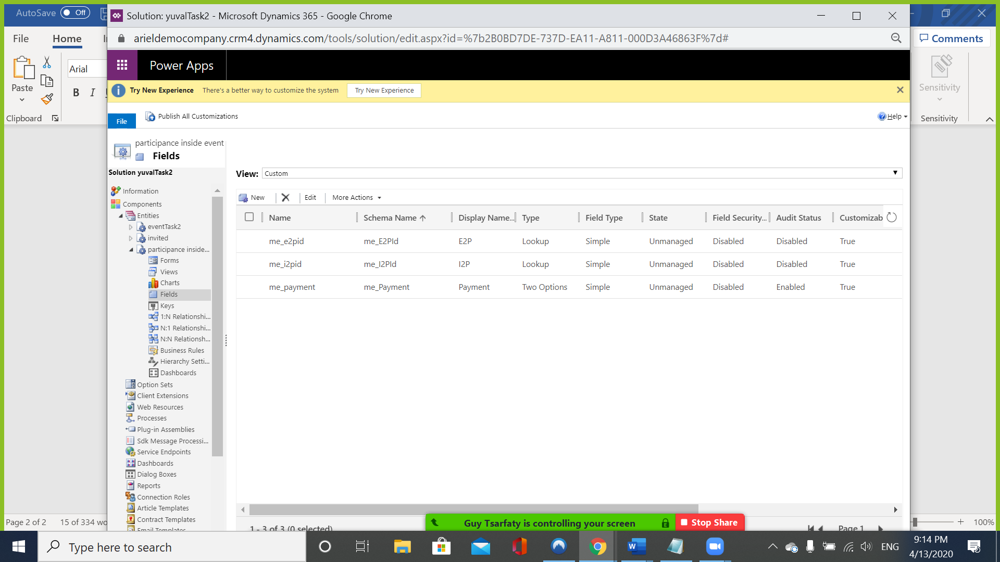 AutoSave Off
Solution: yuvalTask2 - Microsoft Dynamics 365 - Google Chrome
File Home
arieldemocompany.crm4.dynamics.com/tools/solution/edit.aspx?id=%7b2B0BD7DE-737D-EA11-A811-000D3A46863F%7d#
Comments
Power Apps
Arial
Paste
B I
Sensitivity
Try New Experience There's a better way to customize the system Try New Experience
Clipboard
Sensitivity
File Publish All Customizations Help
participance inside event
Fields
Solution yuvalTask2
View: Custom
Information
Components
Entities
eventTask2
invited
participance inside...
Forms
Views
Charts
Fields
Keys
1:N Relationshi...
N:1 Relationshi...
N:N Relationsh...
Business Rules
Hierarchy Setti...
Dashboards
Option Sets
Client Extensions
Web Resources
Processes
Plug-in Assemblies
Sdk Message Processi...
Service Endpoints
Dashboards
Dialog Boxes
Reports
Connection Roles
Article Templates
Contract Templates
Email Templates
New Edit More Actions
Name Schema Name Display Name... Type Field Type State Field Security... Audit Status Customizab
me_e2pid me_E2PId E2P Lookup Simple Unmanaged Disabled Disabled True
me_i2pid me_I2PId I2P Lookup Simple Unmanaged Disabled Disabled True
me_payment me_Payment Payment Two Options Simple Unmanaged Disabled Enabled True
1 - 3 of 3 (0 selected)
Page 1
Page 2 of 2 15 of 334 wo
Guy Tsarfaty is controlling your screen Stop Share
100%
Type here to search
ENG
9:14 PM
4/13/2020